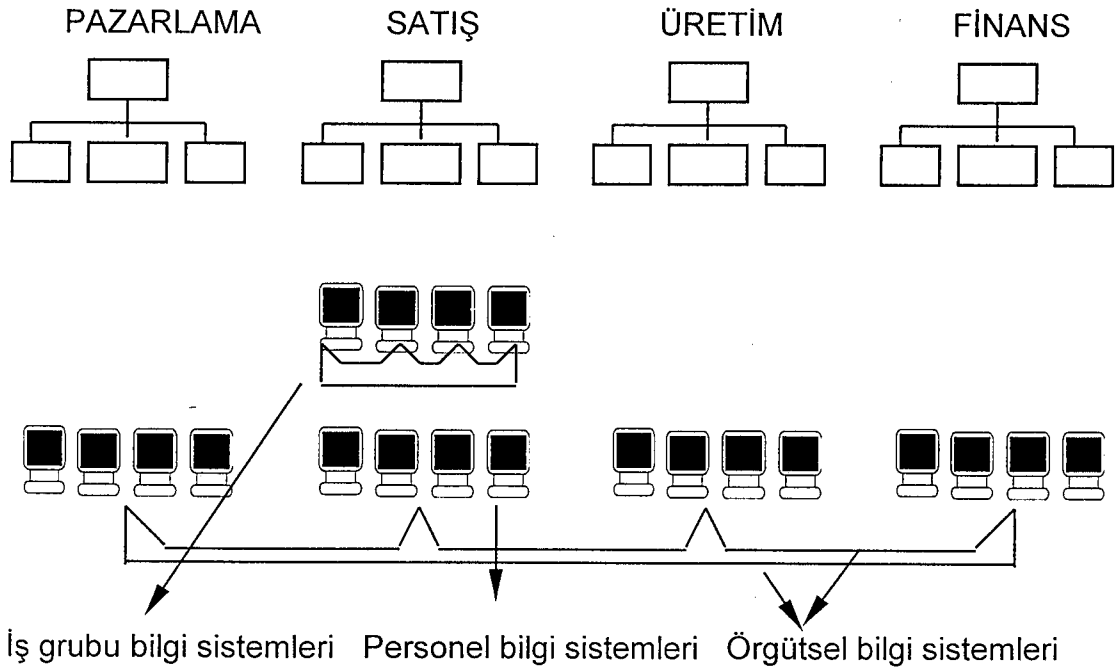 PAZARLAMA SATIŞ ÜRETİM FİNANS
İş grubu bilgi sistemleri Personel bilgi sistemleri Örgütsel bilgi sistemleri